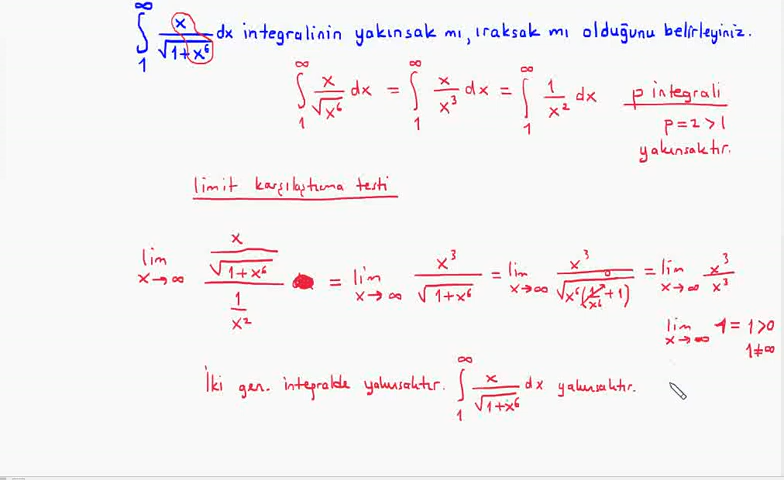 ∫₁^∞ x/√(1+x⁶) dx integralinin yakınsak mı, ıraksak mı olduğunu belirleyiniz.
∫₁^∞ x/√(x⁶) dx = ∫₁^∞ x/x³ dx = ∫₁^∞ 1/x² dx p integrali
p=2>1
yakınsaktır.
limit karşılaştırma testi
lim x→∞ (x/√(1+x⁶))/(1/x²) = lim x→∞ x³/√(1+x⁶) = lim x→∞ x³/√(x⁶(1/x⁶+1)) = lim x→∞ x³/x³
lim x→∞ 1 = 1>0
1≠∞
İki gen. integralde yakınsaktır. ∫₁^∞ x/√(1+x⁶) dx yakınsaktır.